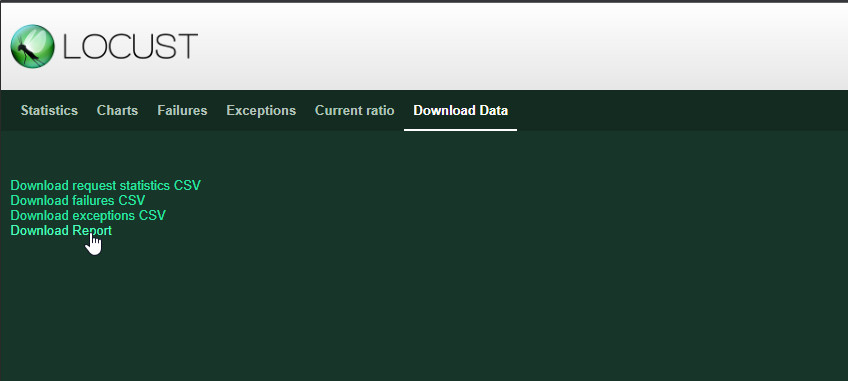 LOCUST
Statistics Charts Failures Exceptions Current ratio Download Data
Download request statistics CSV
Download failures CSV
Download exceptions CSV
Download Report